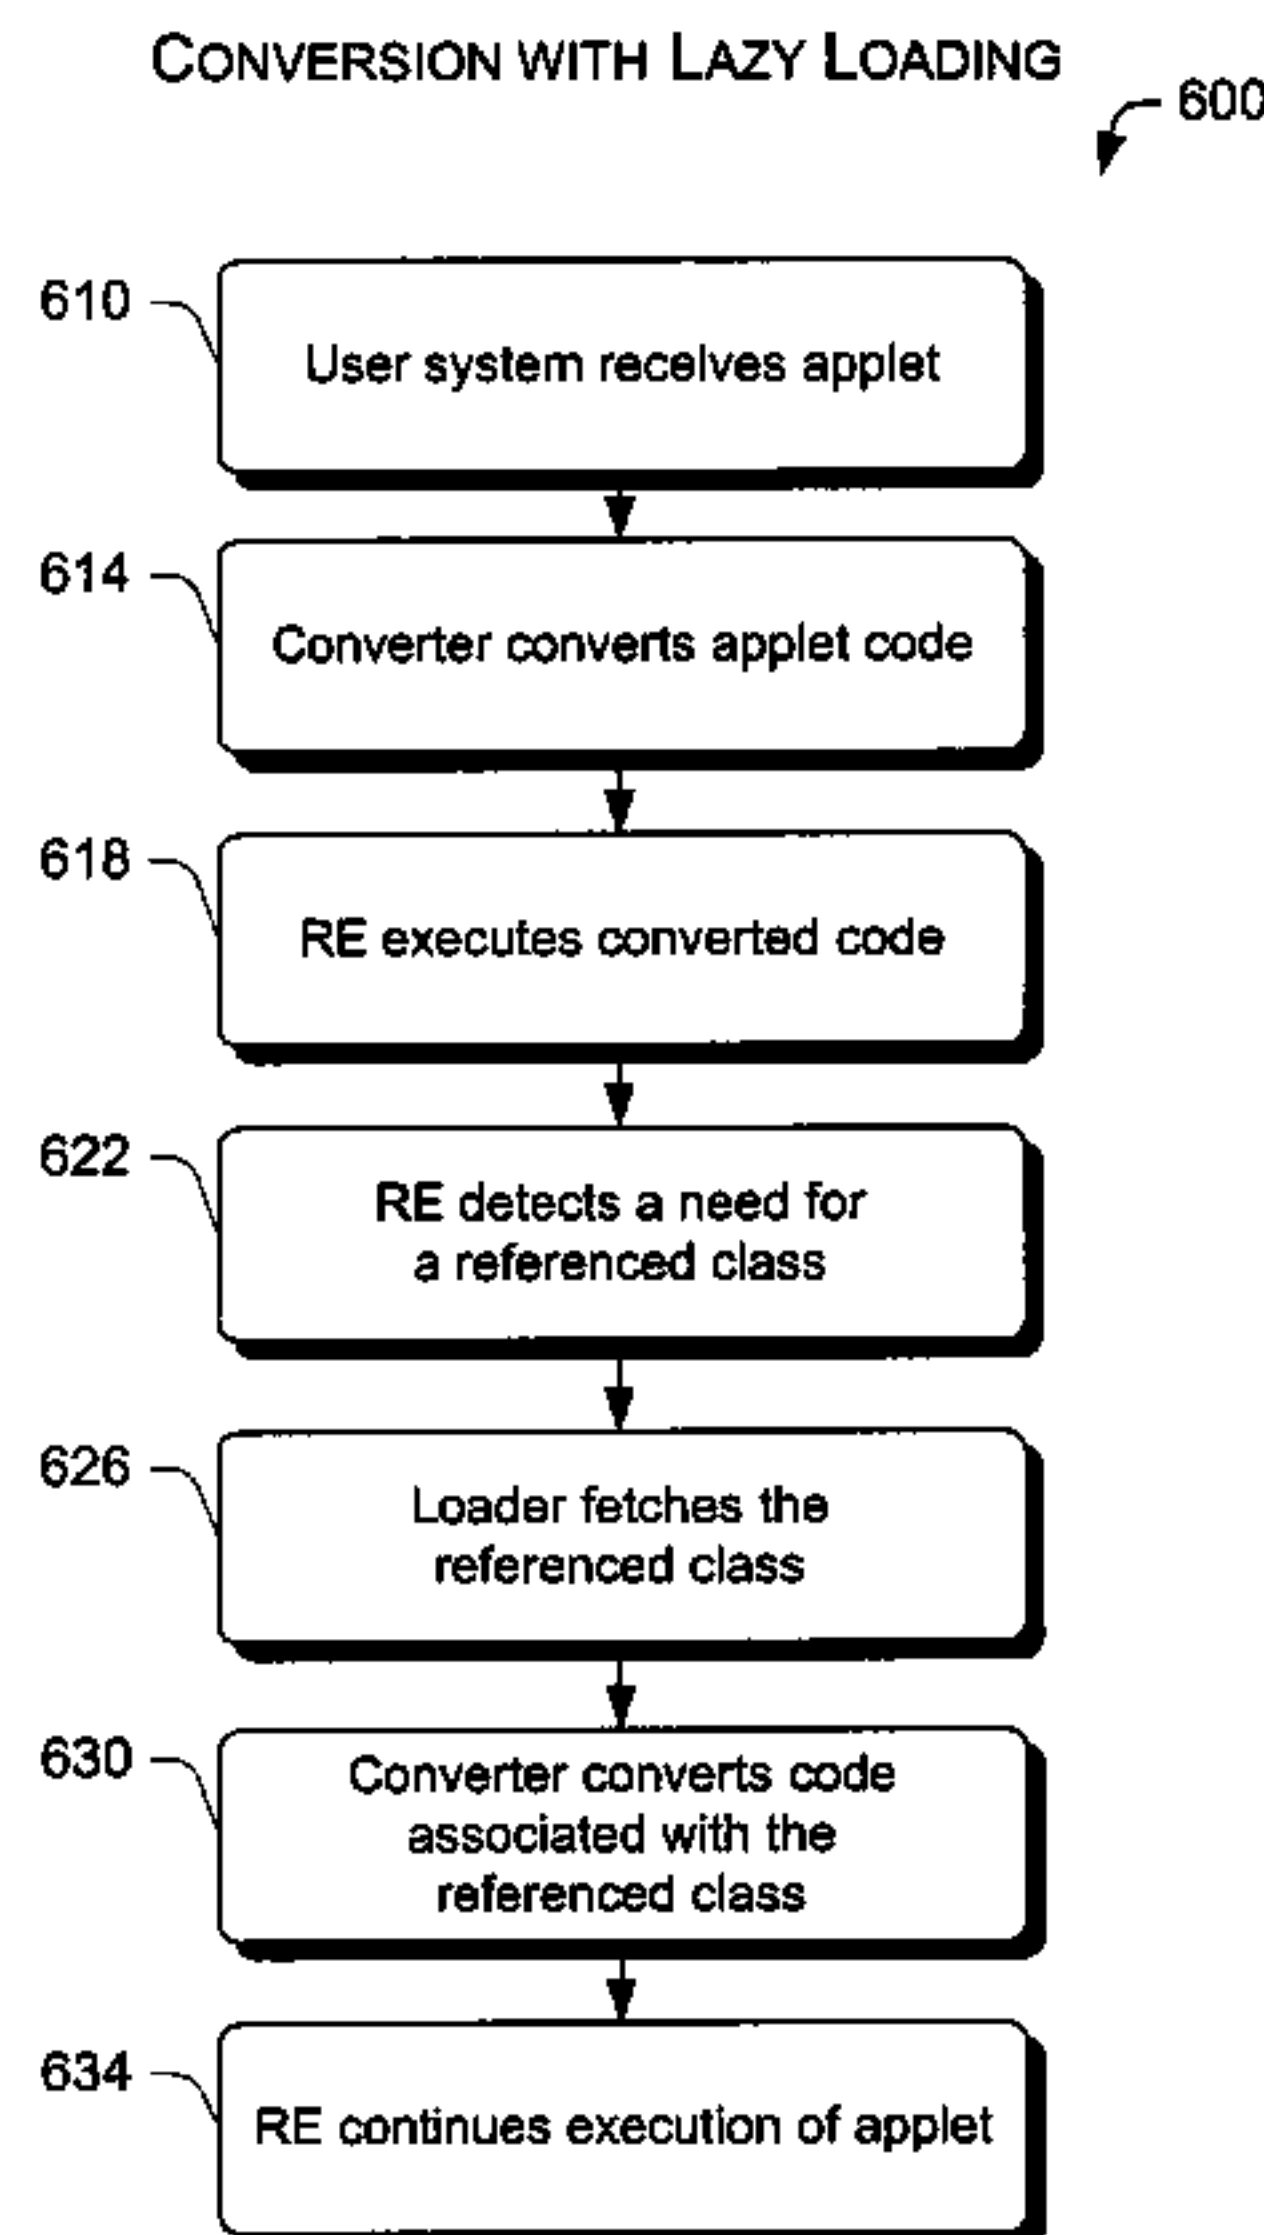 CONVERSION WITH LAZY LOADING
600
610
User system receives applet
614
Converter converts applet code
618
RE executes converted code
622
RE detects a need for
a referenced class
626
Loader fetches the
referenced class
630
Converter converts code
associated with the
referenced class
634
RE continues execution of applet